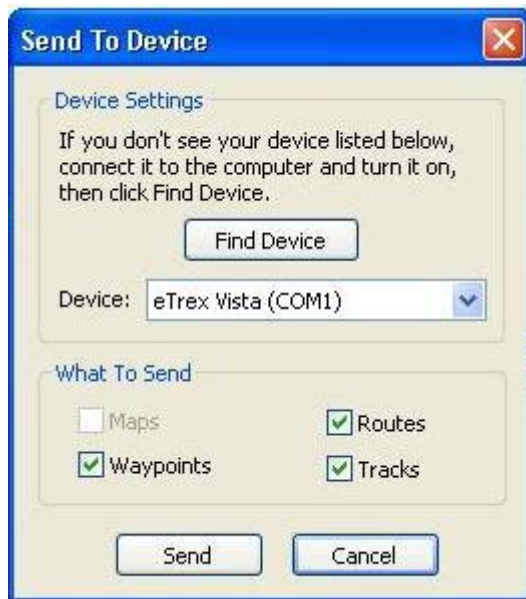 Send To Device
Device Settings
If you don't see your device listed below,
connect it to the computer and turn it on,
then click Find Device.
Find Device
Device: eTrex Vista (COM1)
What To Send
Maps Routes
Waypoints Tracks
Send Cancel